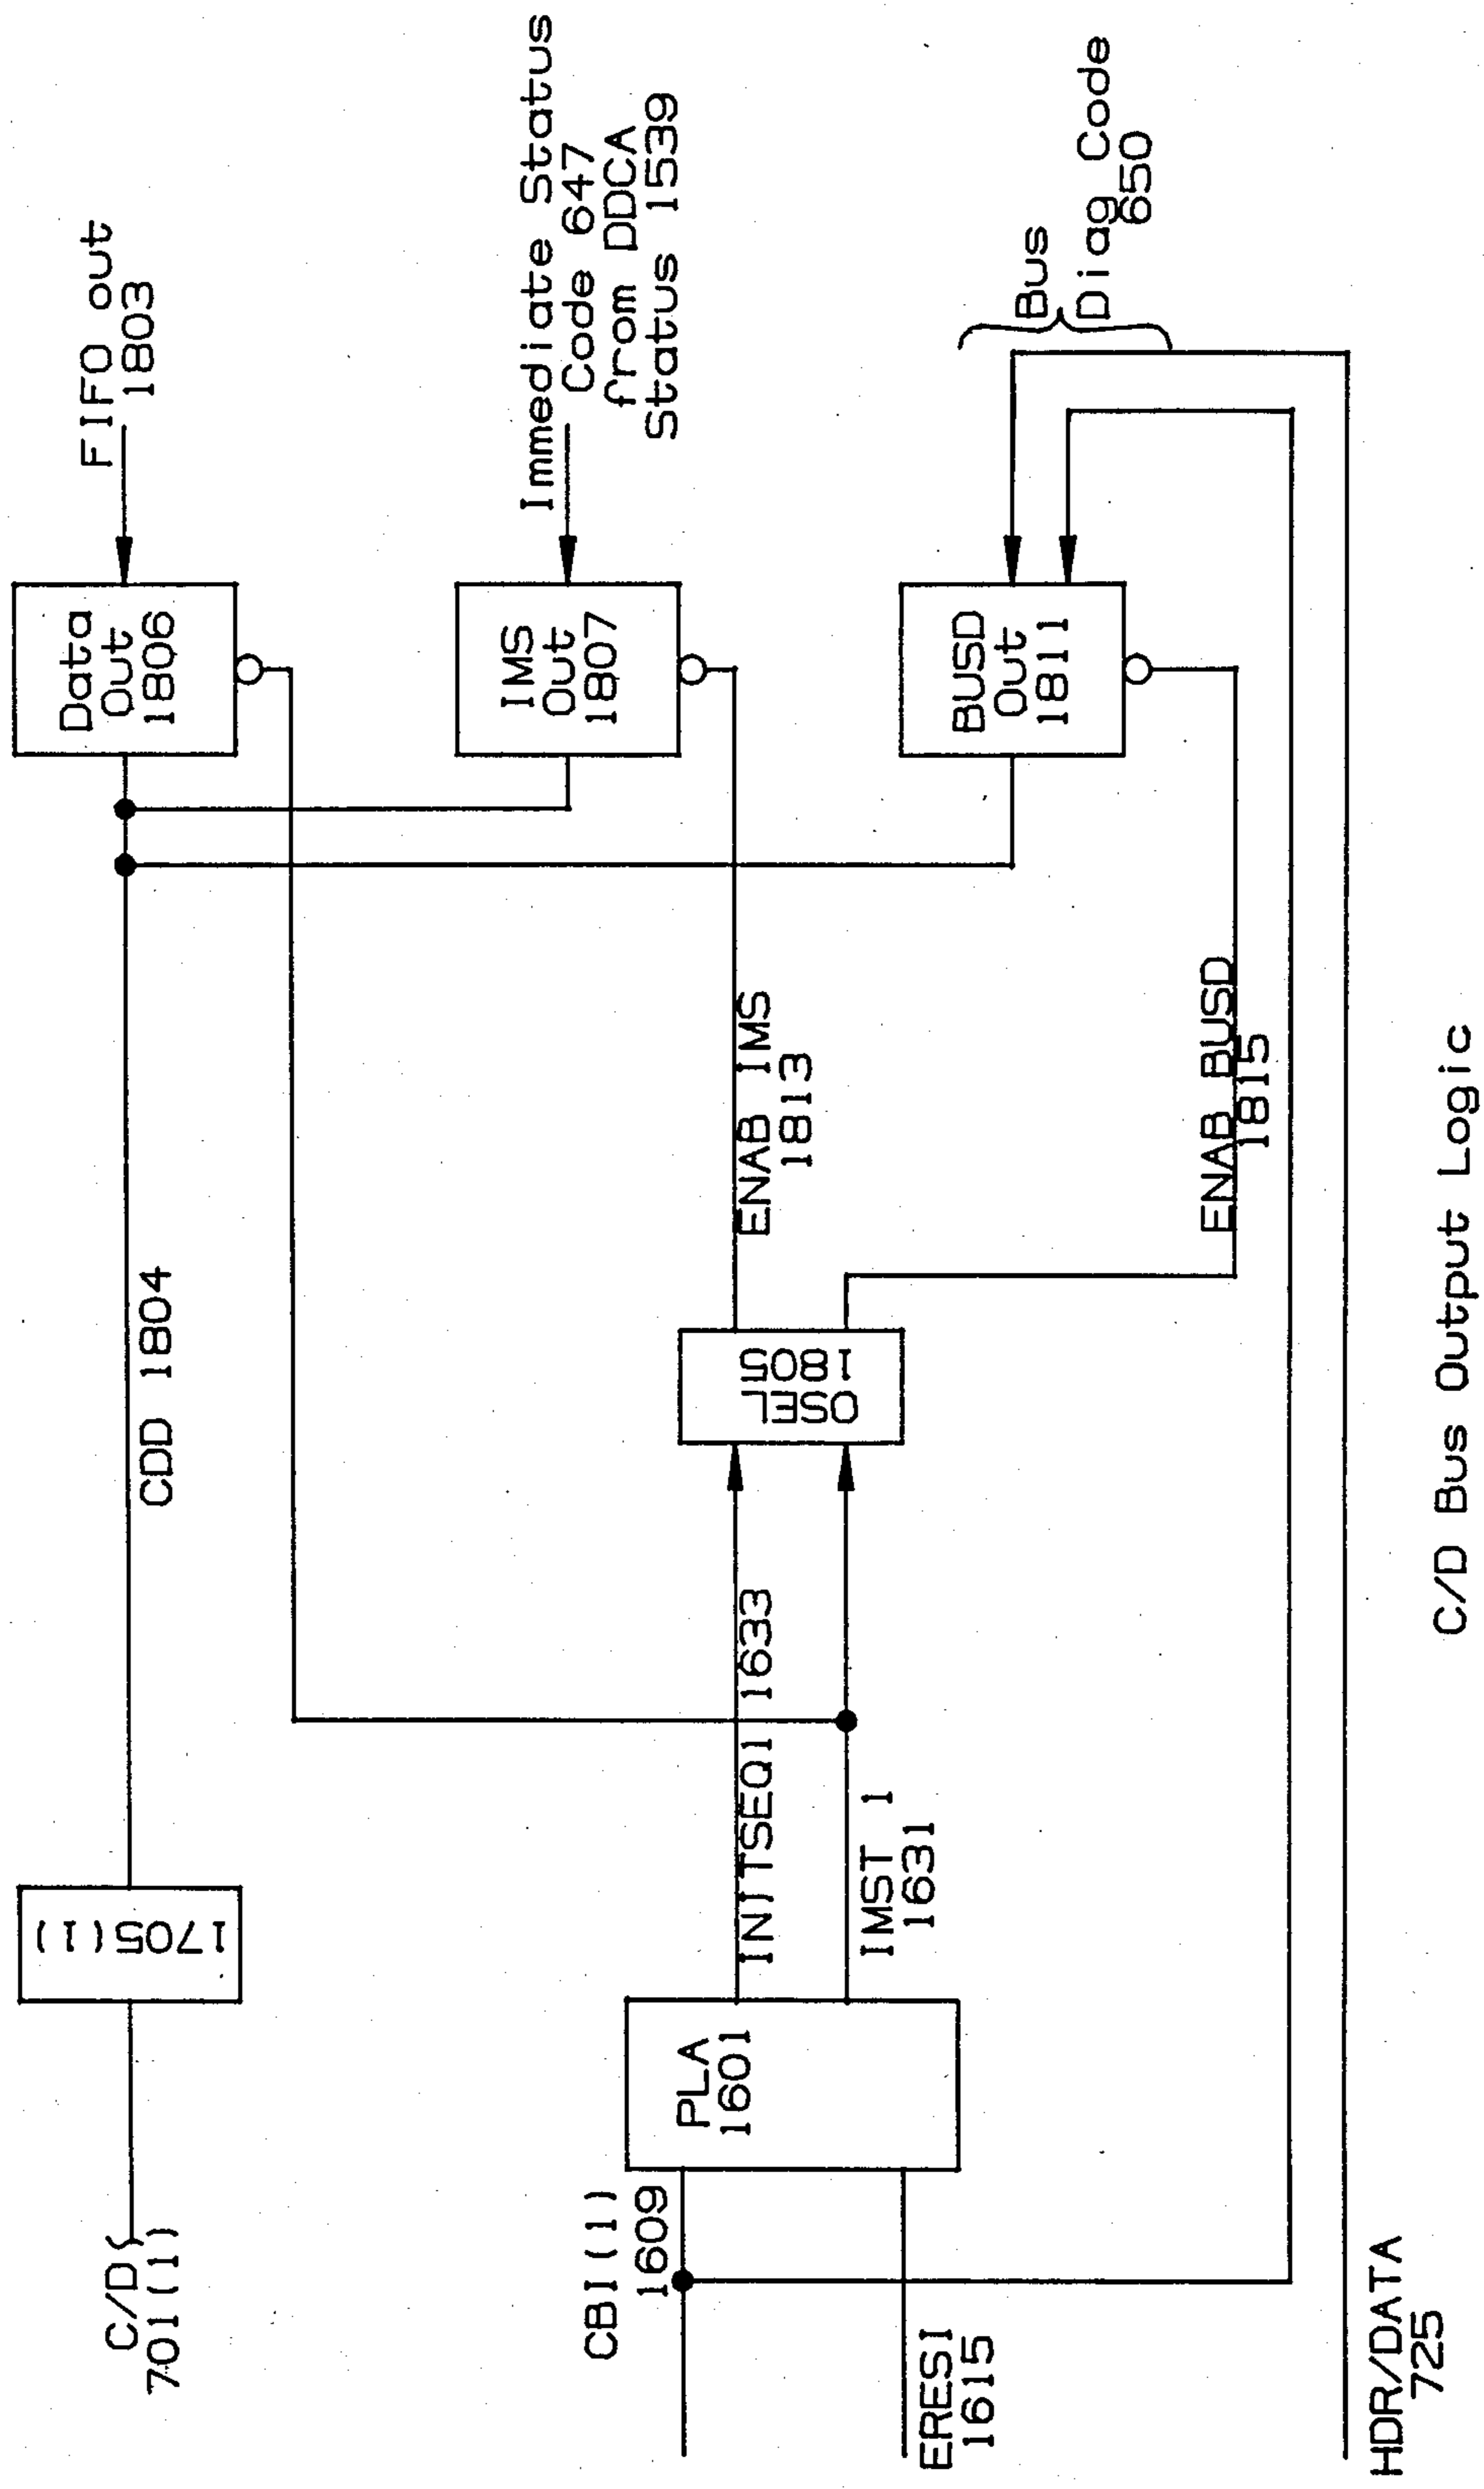 C/D
701(1)
1705(1)
CDD 1804
Data
Out
1806
FIFO out
1803
IMS
Out
1807
Immediate Status
Code 647
from DDCA
Status 1539
CBI(1)
1609
PLA
1601
INITSEQ1 1633
IMST 1
1631
OSEL
1805
ENAB IMS
1813
BUSD
Out
1811
Bus
Diag Code
650
ERESI
1615
ENAB BUSD
1815
HDR/DATA
725
C/D Bus Output Logic